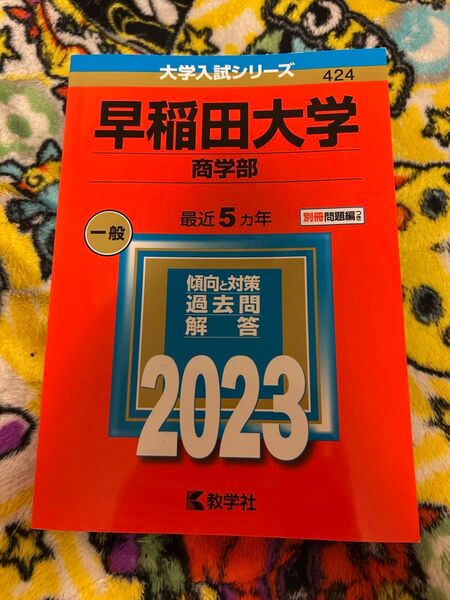 大学入試シリーズ
424
早稲田大学
商学部
一般
最近5カ年
別冊問題編つき
傾向と対策
過去問
解答
2023
教学社